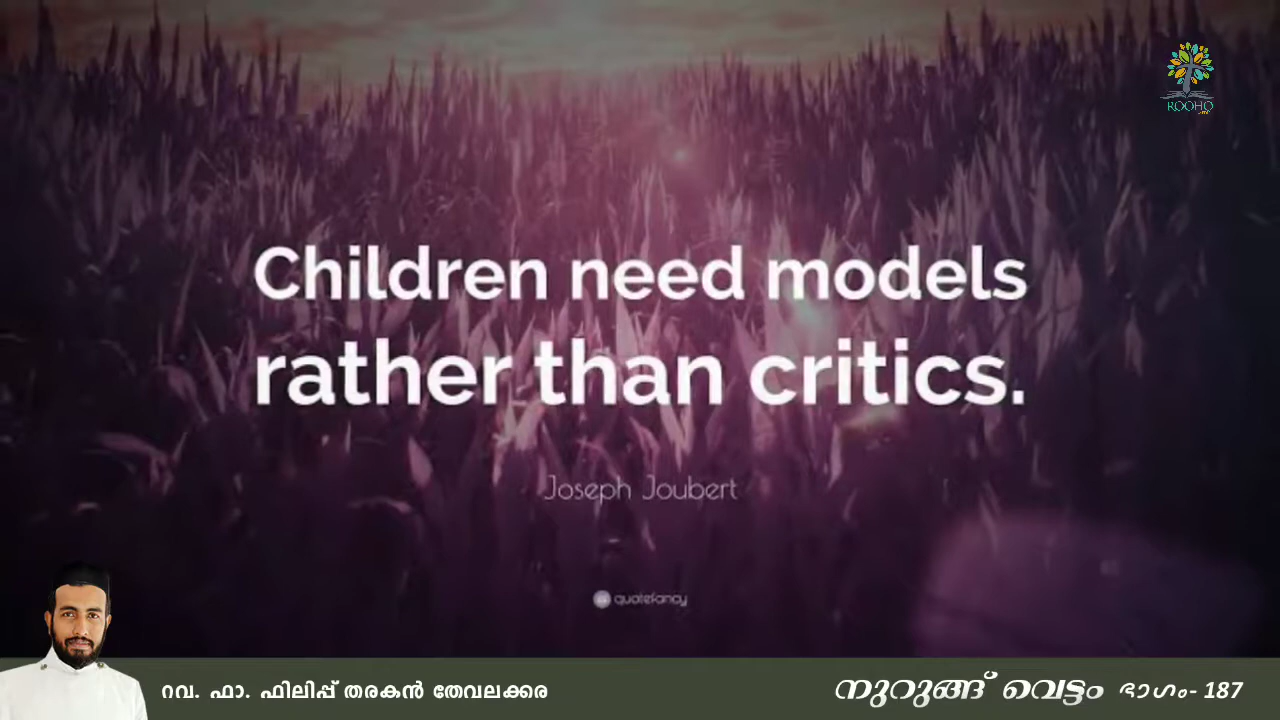 ROOHO
Children need models
rather than critics.
Joseph Joubert
quotefancy
റവ. ഫാ. ഫിലിപ്പ് തരകൻ തേവലക്കര
നുറുങ്ങ് വെട്ടം ഭാഗം- 187